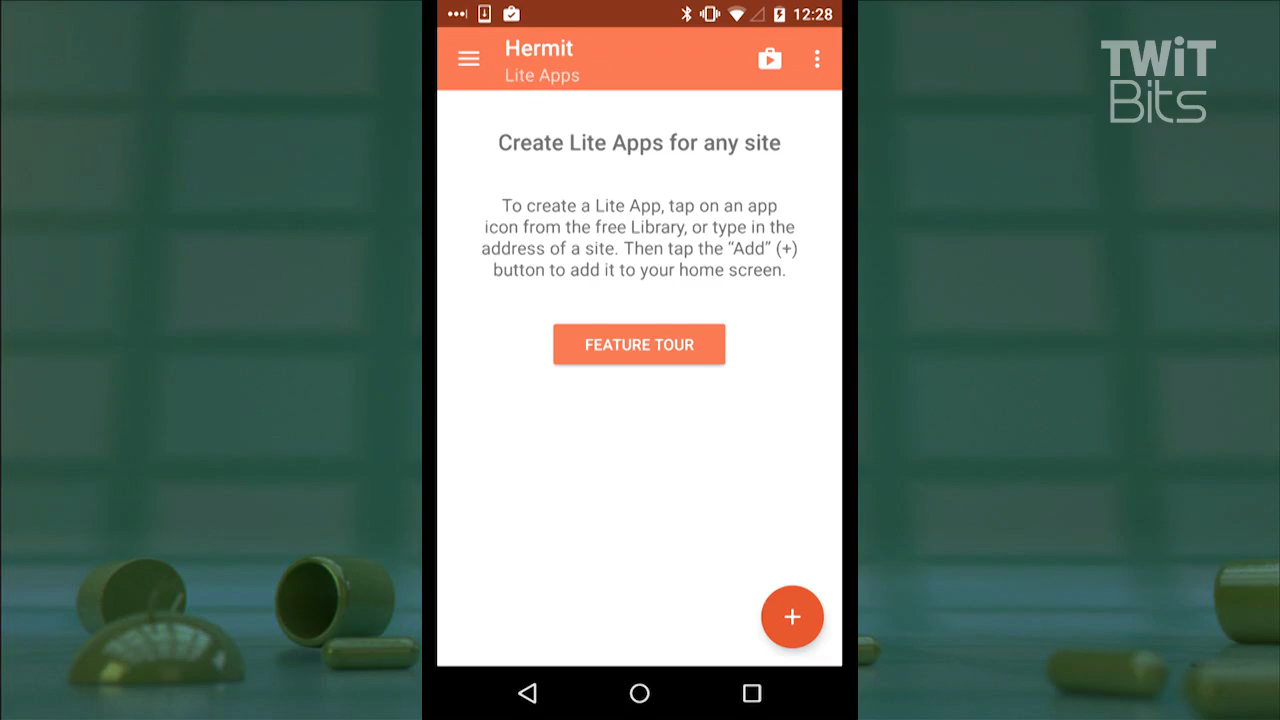 12:28
Hermit
Lite Apps
TWiT
Bits
Create Lite Apps for any site
To create a Lite App, tap on an app
icon from the free Library, or type in the
address of a site. Then tap the “Add” (+)
button to add it to your home screen.
FEATURE TOUR
+